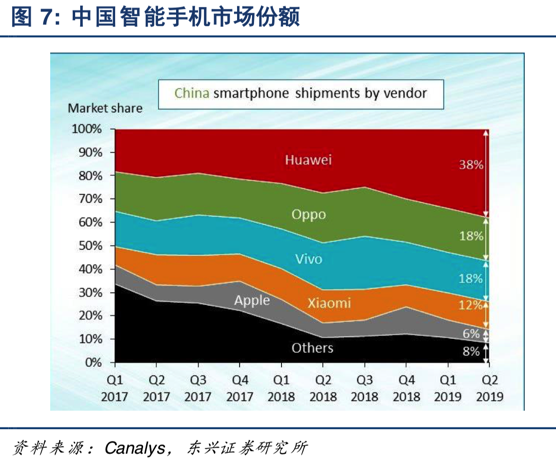 图 7: 中国智能手机市场份额
China smartphone shipments by vendor
Market share
100%
90%
80%
70%
60%
50%
40%
30%
20%
10%
0%
Huawei
Oppo
Vivo
Xiaomi
Apple
Others
38%
18%
18%
12%
6%
8%
Q1 Q2 Q3 Q4 Q1 Q2 Q3 Q4 Q1 Q2
2017 2017 2017 2017 2018 2018 2018 2018 2019 2019
资料来源：Canalys，东兴证券研究所